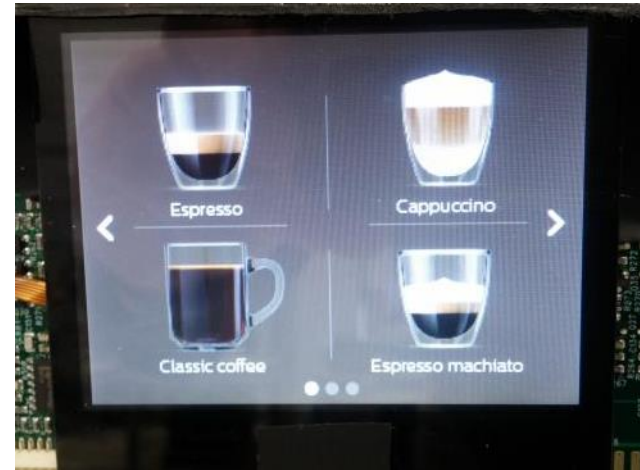 Espresso
Cappuccino
Classic coffee
Espresso machiato